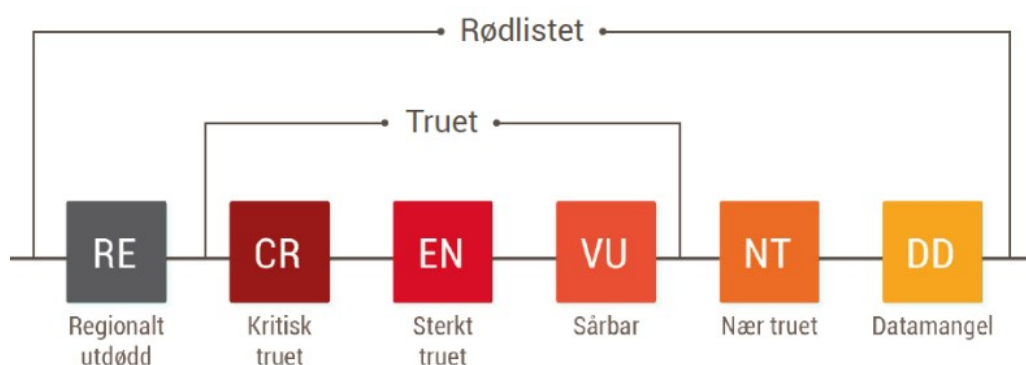 Rødlistet
Truet
RE
CR
EN
VU
NT
DD
Regionalt
utdødd
Kritisk
truet
Sterkt
truet
Sårbar
Nær truet
Datamangel